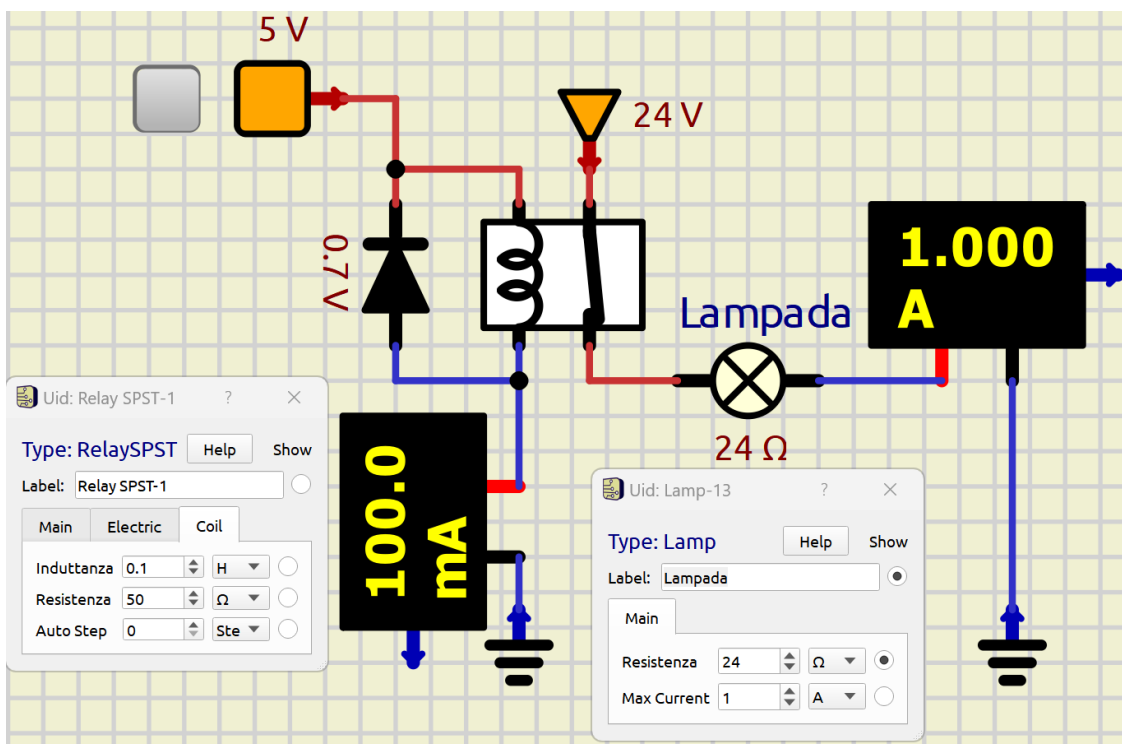 5 V
24 V
0.7 V
1.000
A
Lampada
24 Ω
100.0
mA
Uid: Relay SPST-1 ?
Type: RelaySPST Help Show
Label: Relay SPST-1
Main Electric Coil
Induttanza 0.1 H
Resistenza 50 Ω
Auto Step 0 Ste
Uid: Lamp-13 ?
Type: Lamp Help Show
Label: Lampada
Main
Resistenza 24 Ω
Max Current 1 A